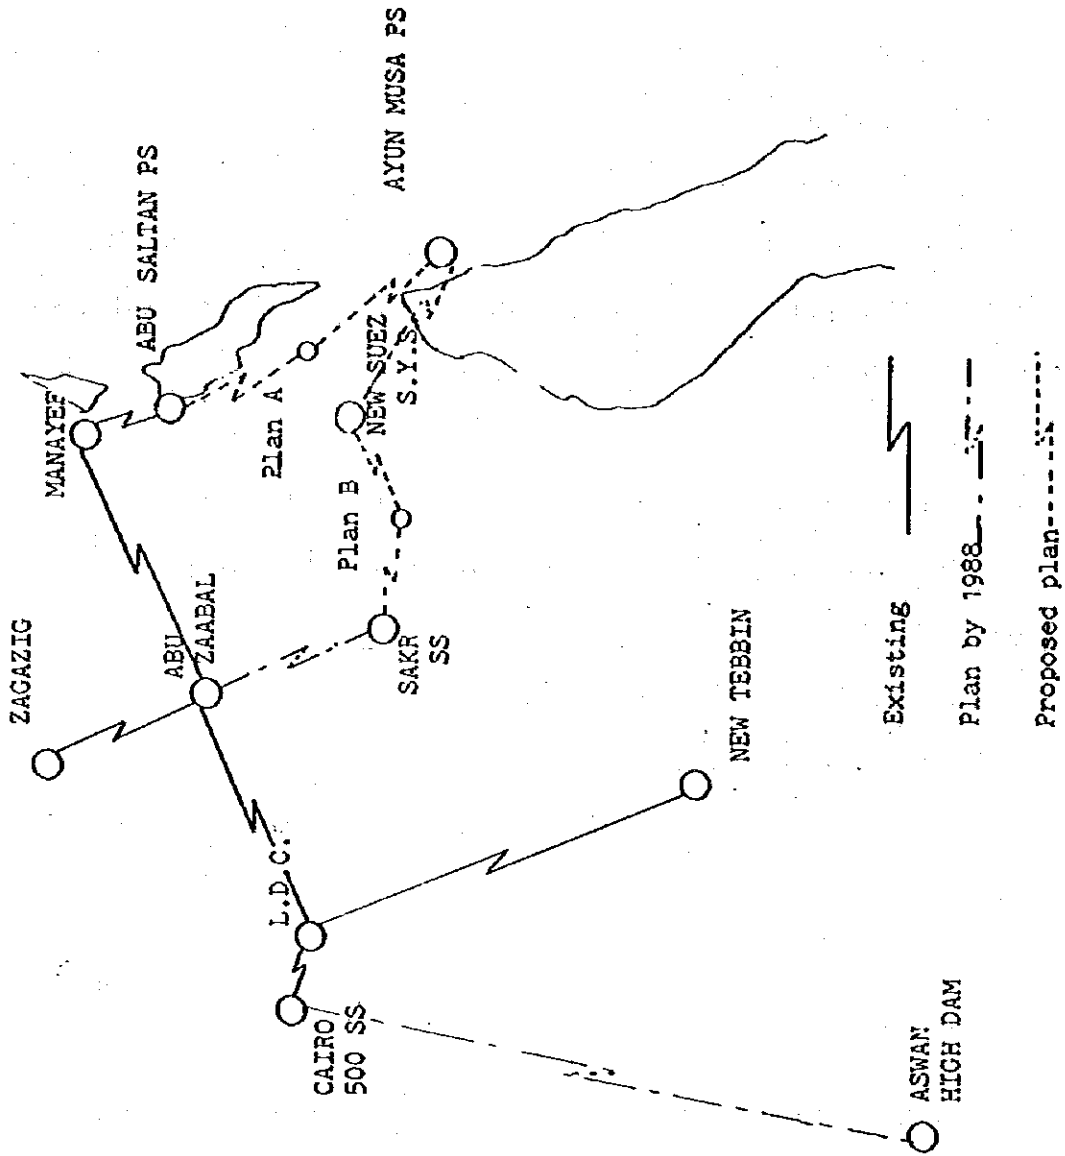 ZAGAZIG
MANAYEF
ABU SALTAN PS
ABU
ZAABAL
Plan A
AYUN MUSA PS
NEW SUEZ
S.Y.S
Plan B
SAKR
SS
L.D.C.
CAIRO
500 SS
NEW TEBBIN
ASWAN
HIGH DAM
Existing
Plan by 1988
Proposed plan